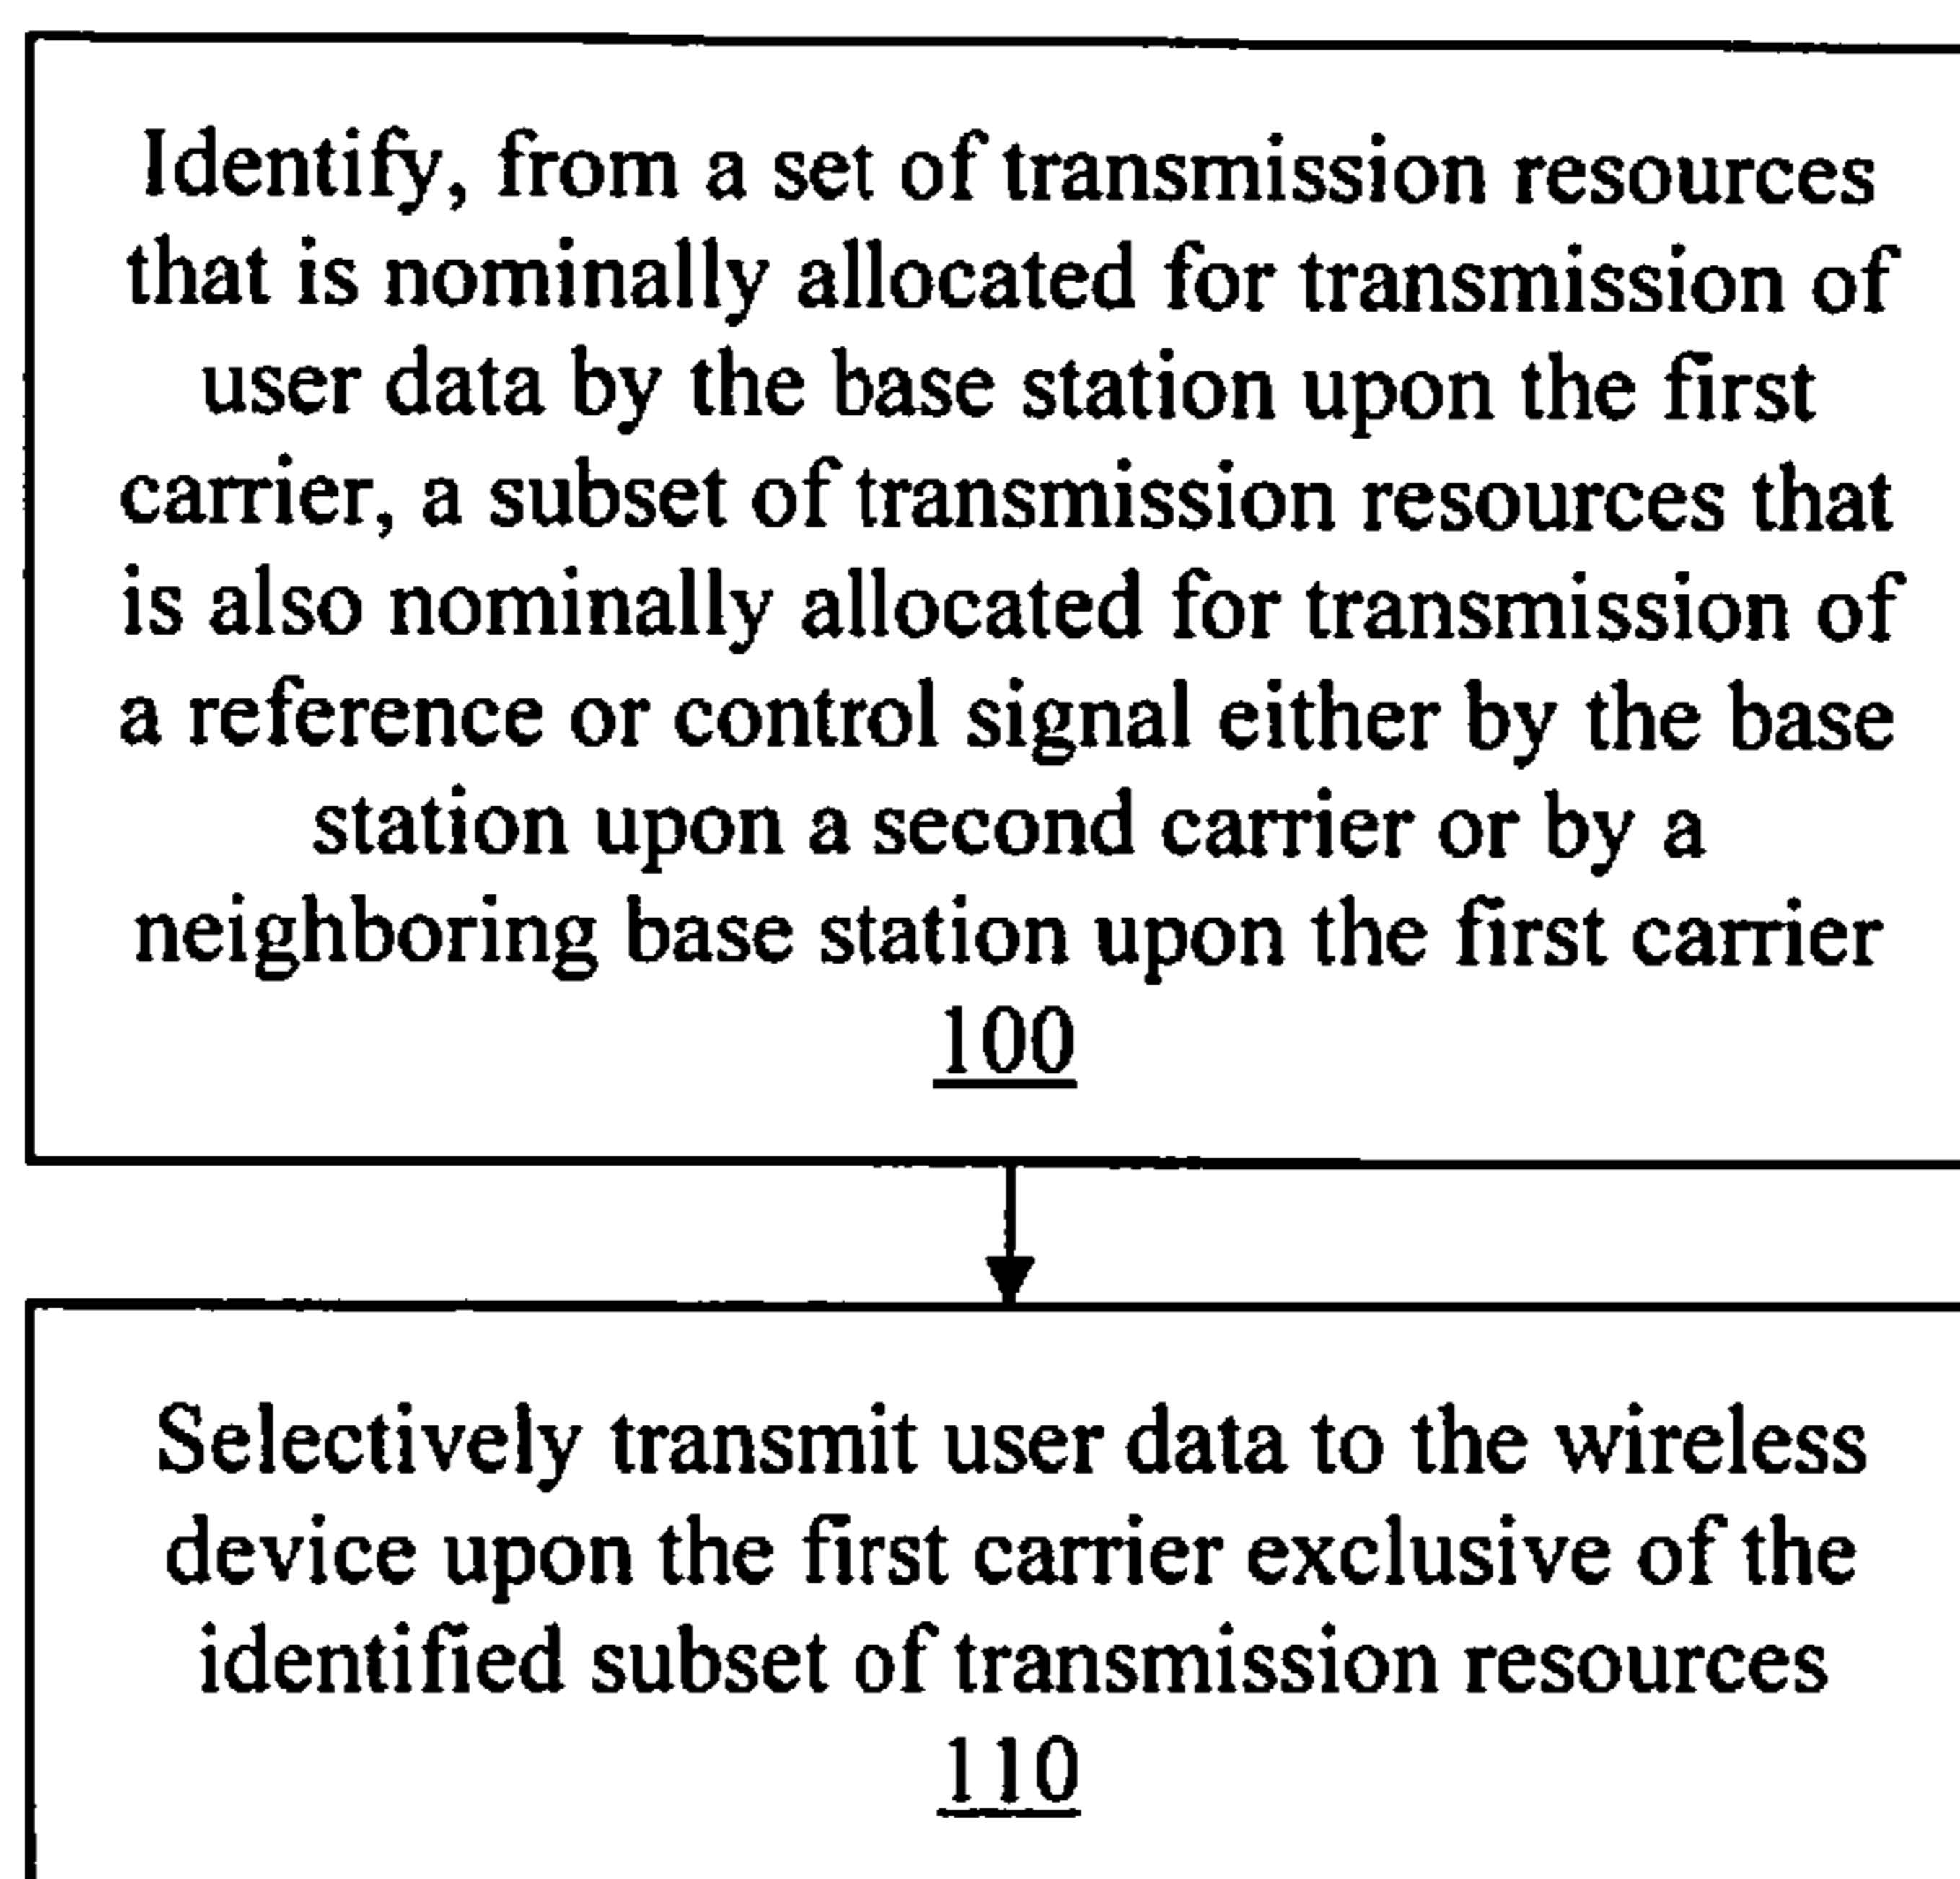 Identify, from a set of transmission resources
that is nominally allocated for transmission of
user data by the base station upon the first
carrier, a subset of transmission resources that
is also nominally allocated for transmission of
a reference or control signal either by the base
station upon a second carrier or by a
neighboring base station upon the first carrier
100
Selectively transmit user data to the wireless
device upon the first carrier exclusive of the
identified subset of transmission resources
110